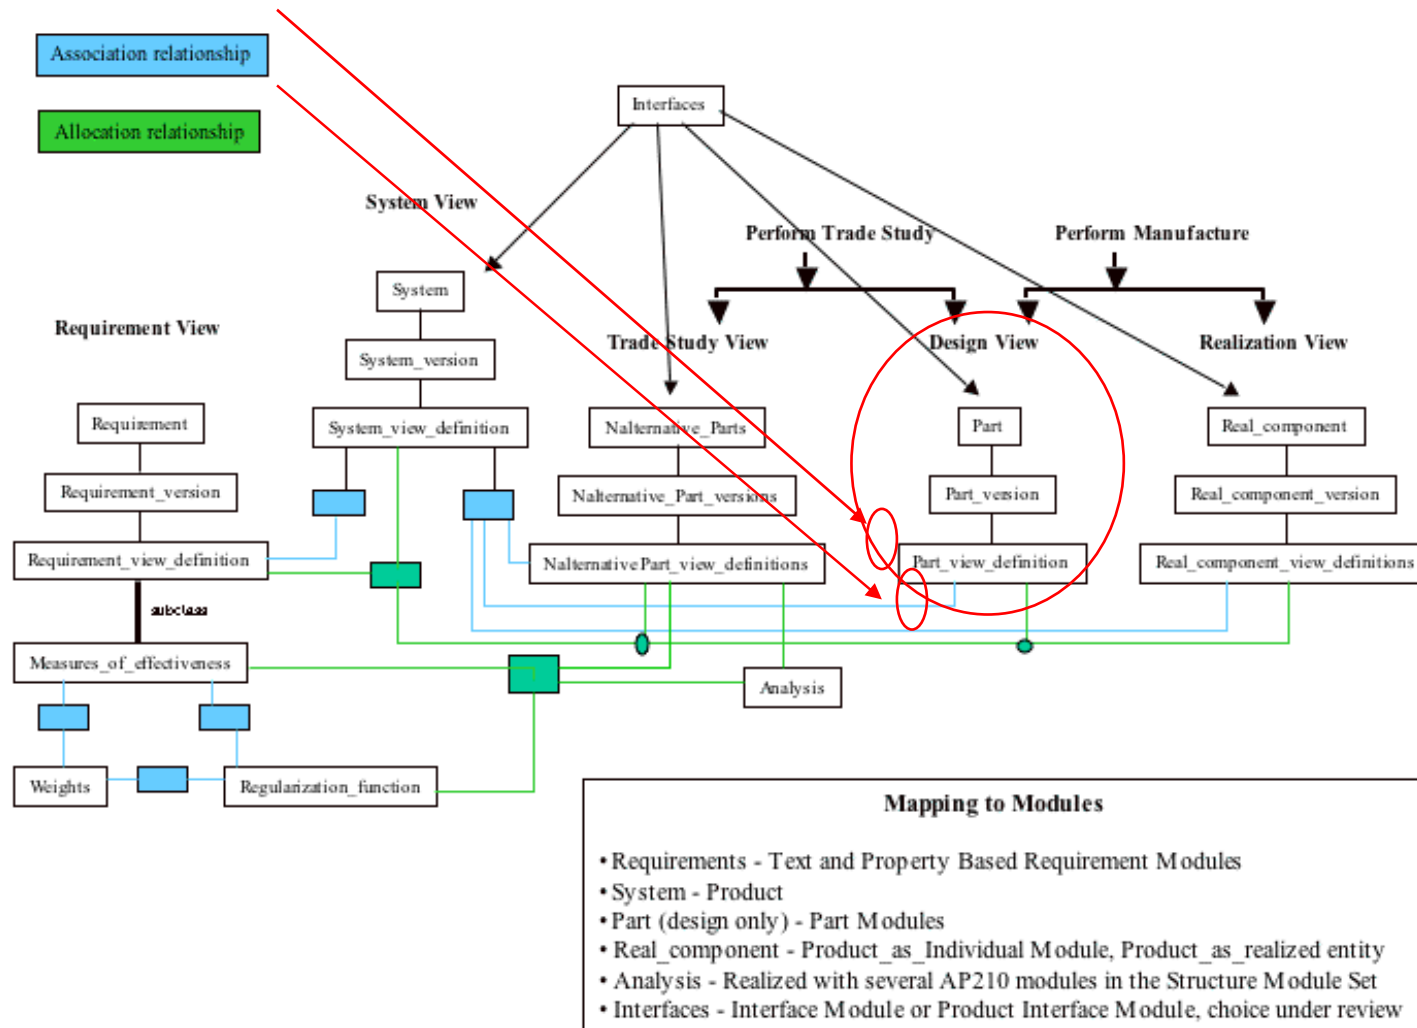 Association relationship
Allocation relationship
Interfaces
System View
Perform Trade Study
Perform Manufacture
System
Requirement View
Trade Study View
Design View
Realization View
System_version
Requirement
System_view_definition
Nalternative_Parts
Part
Real_component
Requirement_version
Nalternative_Part_versions
Part_version
Real_component_version
Requirement_view_definition
NalternativePart_view_definitions
Part_view_definition
Real_component_view_definitions
subclass
Measures_of_effectiveness
Analysis
Weights
Regularization_function
Mapping to Modules
• Requirements - Text and Property Based Requirement Modules
• System - Product
• Part (design only) - Part Modules
• Real_component - Product_as_Individual Module, Product_as_realized entity
• Analysis - Realized with several AP210 modules in the Structure Module Set
• Interfaces - Interface Module or Product Interface Module, choice under review